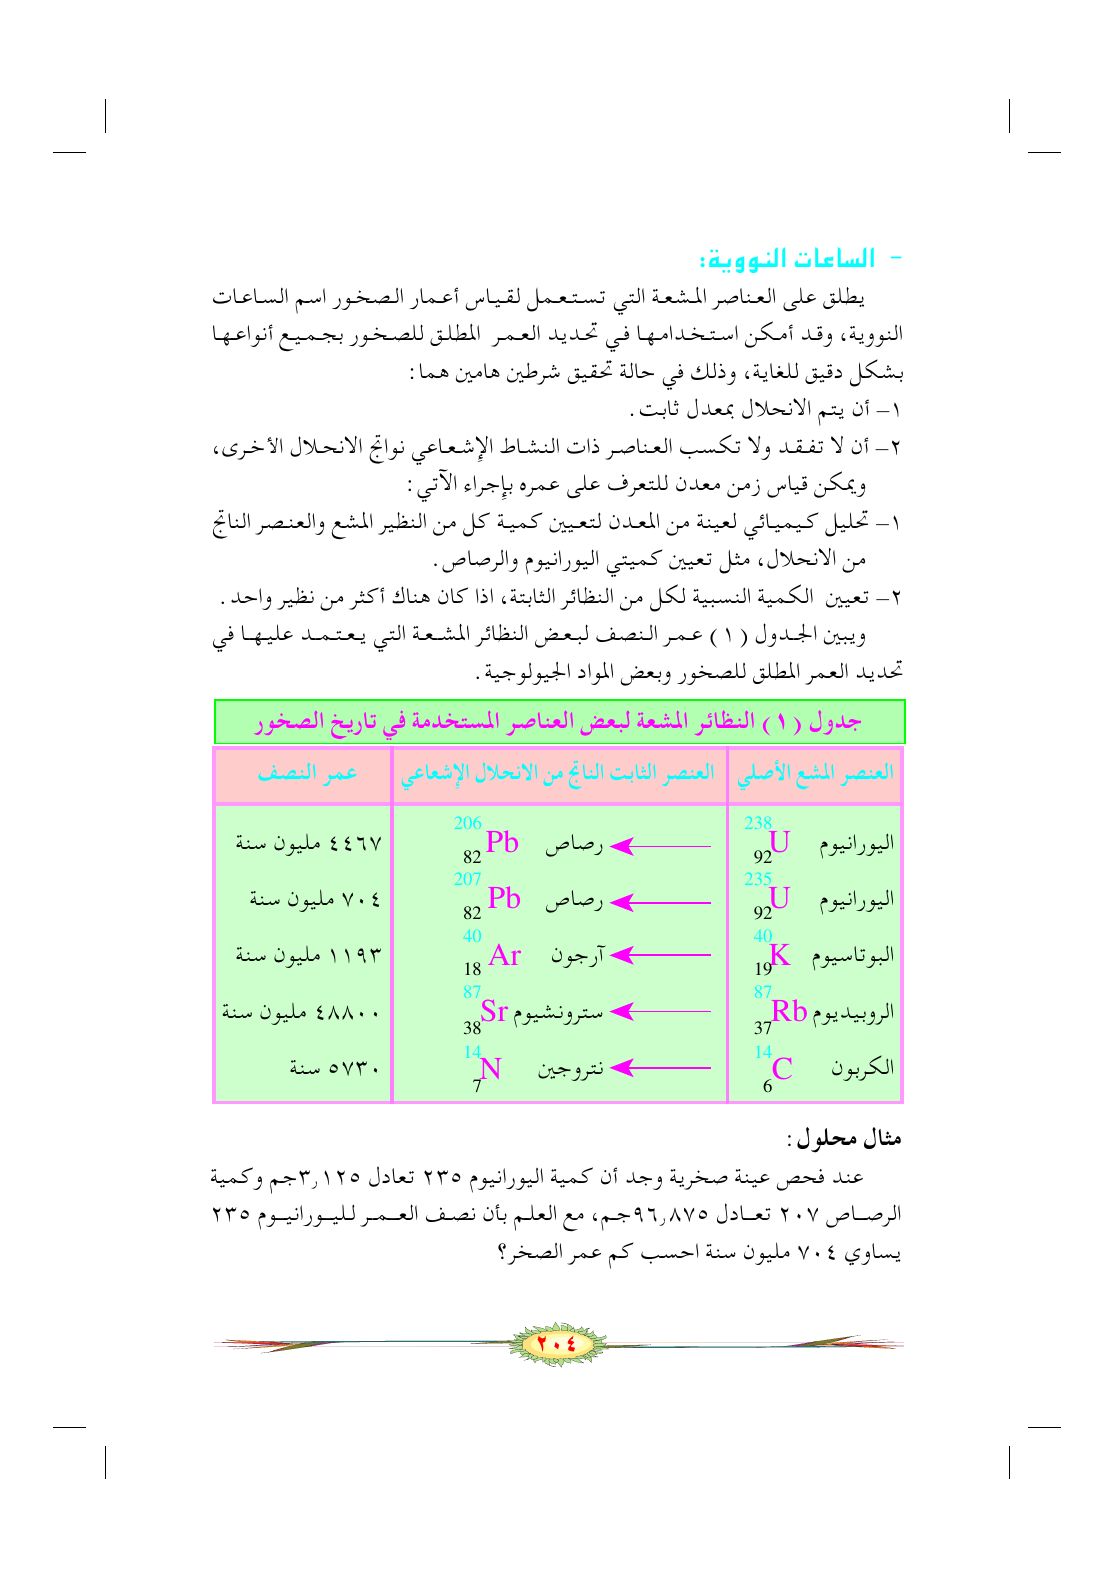 - الساعات النووية:
يطلق على العناصر المشعة التي تستعمل لقياس أعمار الصخور اسم الساعات
النووية، وقد أمكن استخدامها في تحديد العمر المطلق للصخور بجميع أنواعها
بشكل دقيق للغاية، وذلك في حالة تحقيق شرطين هامين هما:
١– أن يتم الانحلال بمعدل ثابت.
٢– أن لا تفقد ولا تكسب العناصر ذات النشاط الإشعاعي نواتج الانحلال الأخرى،
ويمكن قياس زمن معدن للتعرف على عمره بإجراء الآتي:
١– تحليل كيميائي لعينة من المعدن لتعيين كمية كل من النظير المشع والعنصر الناتج
من الانحلال، مثل تعيين كميتي اليورانيوم والرصاص.
٢– تعيين الكمية النسبية لكل من النظائر الثابتة، اذا كان هناك أكثر من نظير واحد.
ويبين الجدول (١) عمر النصف لبعض النظائر المشعة التي يعتمد عليها في
تحديد العمر المطلق للصخور وبعض المواد الجيولوجية.
جدول (١) النظائر المشعة لبعض العناصر المستخدمة في تاريخ الصخور
العنصر المشع الأصلي العنصر الثابت الناتج من الانحلال الإشعاعي عمر النصف
اليورانيوم 238 92 U رصاص 206 82 Pb ٤٤٦٧ مليون سنة
اليورانيوم 235 92 U رصاص 207 82 Pb ٧٠٤ مليون سنة
البوتاسيوم 40 19 K آرجون 40 18 Ar ١١٩٣ مليون سنة
الروبيديوم 87 37 Rb سترونشيوم 87 38 Sr ٤٨٨٠٠ مليون سنة
الكربون 14 6 C نتروجين 14 7 N ٥٧٣٠ سنة
مثال محلول:
عند فحص عينة صخرية وجد أن كمية اليورانيوم ٢٣٥ تعادل ٣٫١٢٥جم وكمية
الرصاص ٢٠٧ تعادل ٩٦٫٨٧٥جم، مع العلم بأن نصف العمر لليورانيوم ٢٣٥
يساوي ٧٠٤ مليون سنة احسب كم عمر الصخر؟
٢٠٤